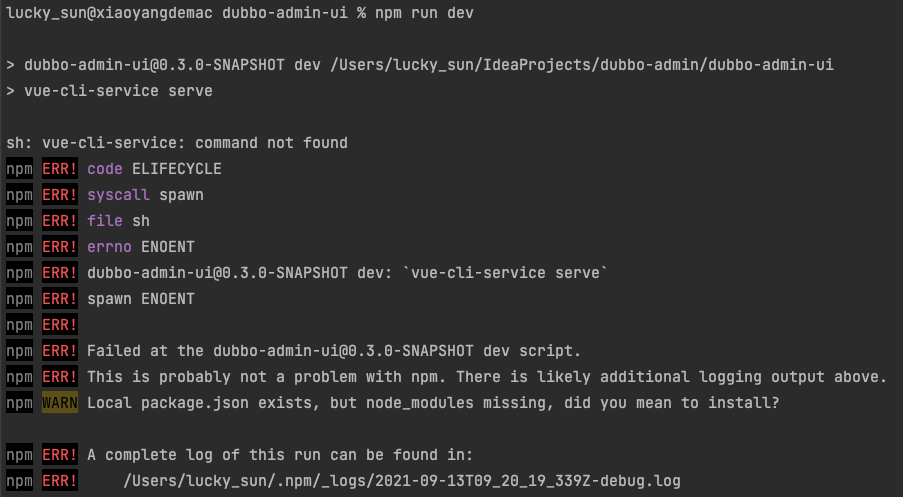 lucky_sun@xiaoyangdemac dubbo-admin-ui % npm run dev
> dubbo-admin-ui@0.3.0-SNAPSHOT dev /Users/lucky_sun/IdeaProjects/dubbo-admin/dubbo-admin-ui
> vue-cli-service serve
sh: vue-cli-service: command not found
npm ERR! code ELIFECYCLE
npm ERR! syscall spawn
npm ERR! file sh
npm ERR! errno ENOENT
npm ERR! dubbo-admin-ui@0.3.0-SNAPSHOT dev: `vue-cli-service serve`
npm ERR! spawn ENOENT
npm ERR!
npm ERR! Failed at the dubbo-admin-ui@0.3.0-SNAPSHOT dev script.
npm ERR! This is probably not a problem with npm. There is likely additional logging output above.
npm WARN Local package.json exists, but node_modules missing, did you mean to install?
npm ERR! A complete log of this run can be found in:
npm ERR!     /Users/lucky_sun/.npm/_logs/2021-09-13T09_20_19_339Z-debug.log